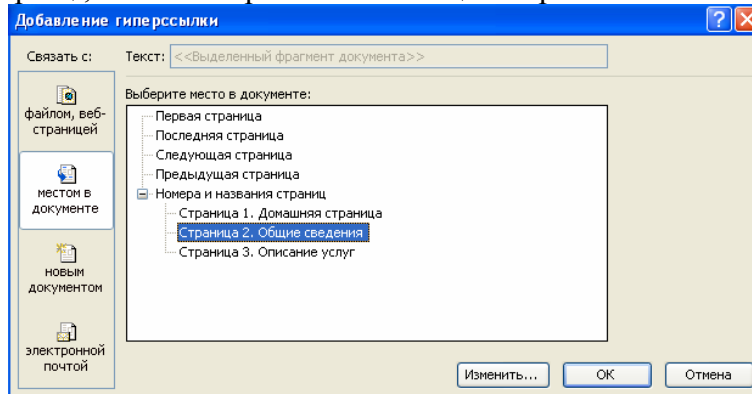 Добавление гиперссылки
Связать с:
Текст: <<Выделенный фрагмент документа>>
Выберите место в документе:
файлом, веб-
страницей
местом в
документе
новым
документом
электронной
почтой
Первая страница
Последняя страница
Следующая страница
Предыдущая страница
Номера и названия страниц
Страница 1. Домашняя страница
Страница 2. Общие сведения
Страница 3. Описание услуг
Изменить... ОК Отмена